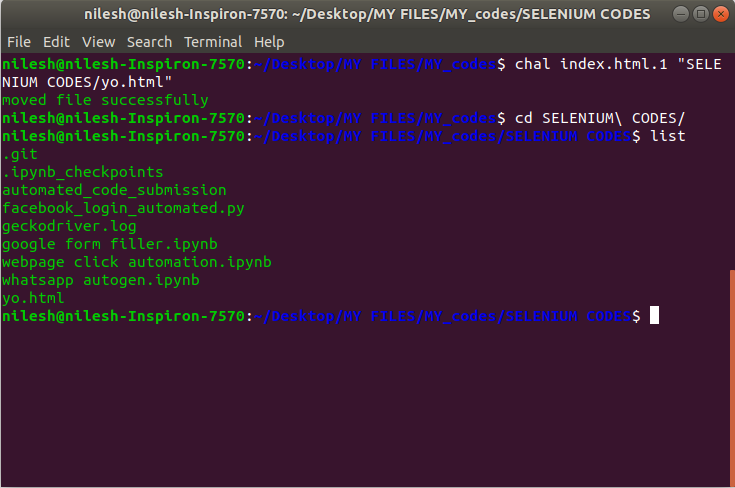 nilesh@nilesh-Inspiron-7570: ~/Desktop/MY FILES/MY_codes/SELENIUM CODES
File Edit View Search Terminal Help
nilesh@nilesh-Inspiron-7570:~/Desktop/MY FILES/MY_codes$ chal index.html.1 "SELE
NIUM CODES/yo.html"
moved file successfully
nilesh@nilesh-Inspiron-7570:~/Desktop/MY FILES/MY_codes$ cd SELENIUM\ CODES/
nilesh@nilesh-Inspiron-7570:~/Desktop/MY FILES/MY_codes/SELENIUM CODES$ list
.git
.ipynb_checkpoints
automated_code_submission
facebook_login_automated.py
geckodriver.log
google form filler.ipynb
webpage click automation.ipynb
whatsapp autogen.ipynb
yo.html
nilesh@nilesh-Inspiron-7570:~/Desktop/MY FILES/MY_codes/SELENIUM CODES$